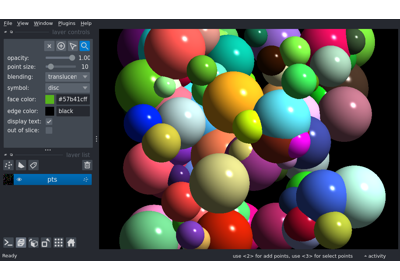 File View Window Plugins Help
layer controls
opacity: 1.00
point size: 10
blending: translucen
symbol: disc
face color: #57b41cff
edge color: black
display text: ✓
out of slice:
layer list
pts
Ready use <2> for add points, use <3> for select points activity